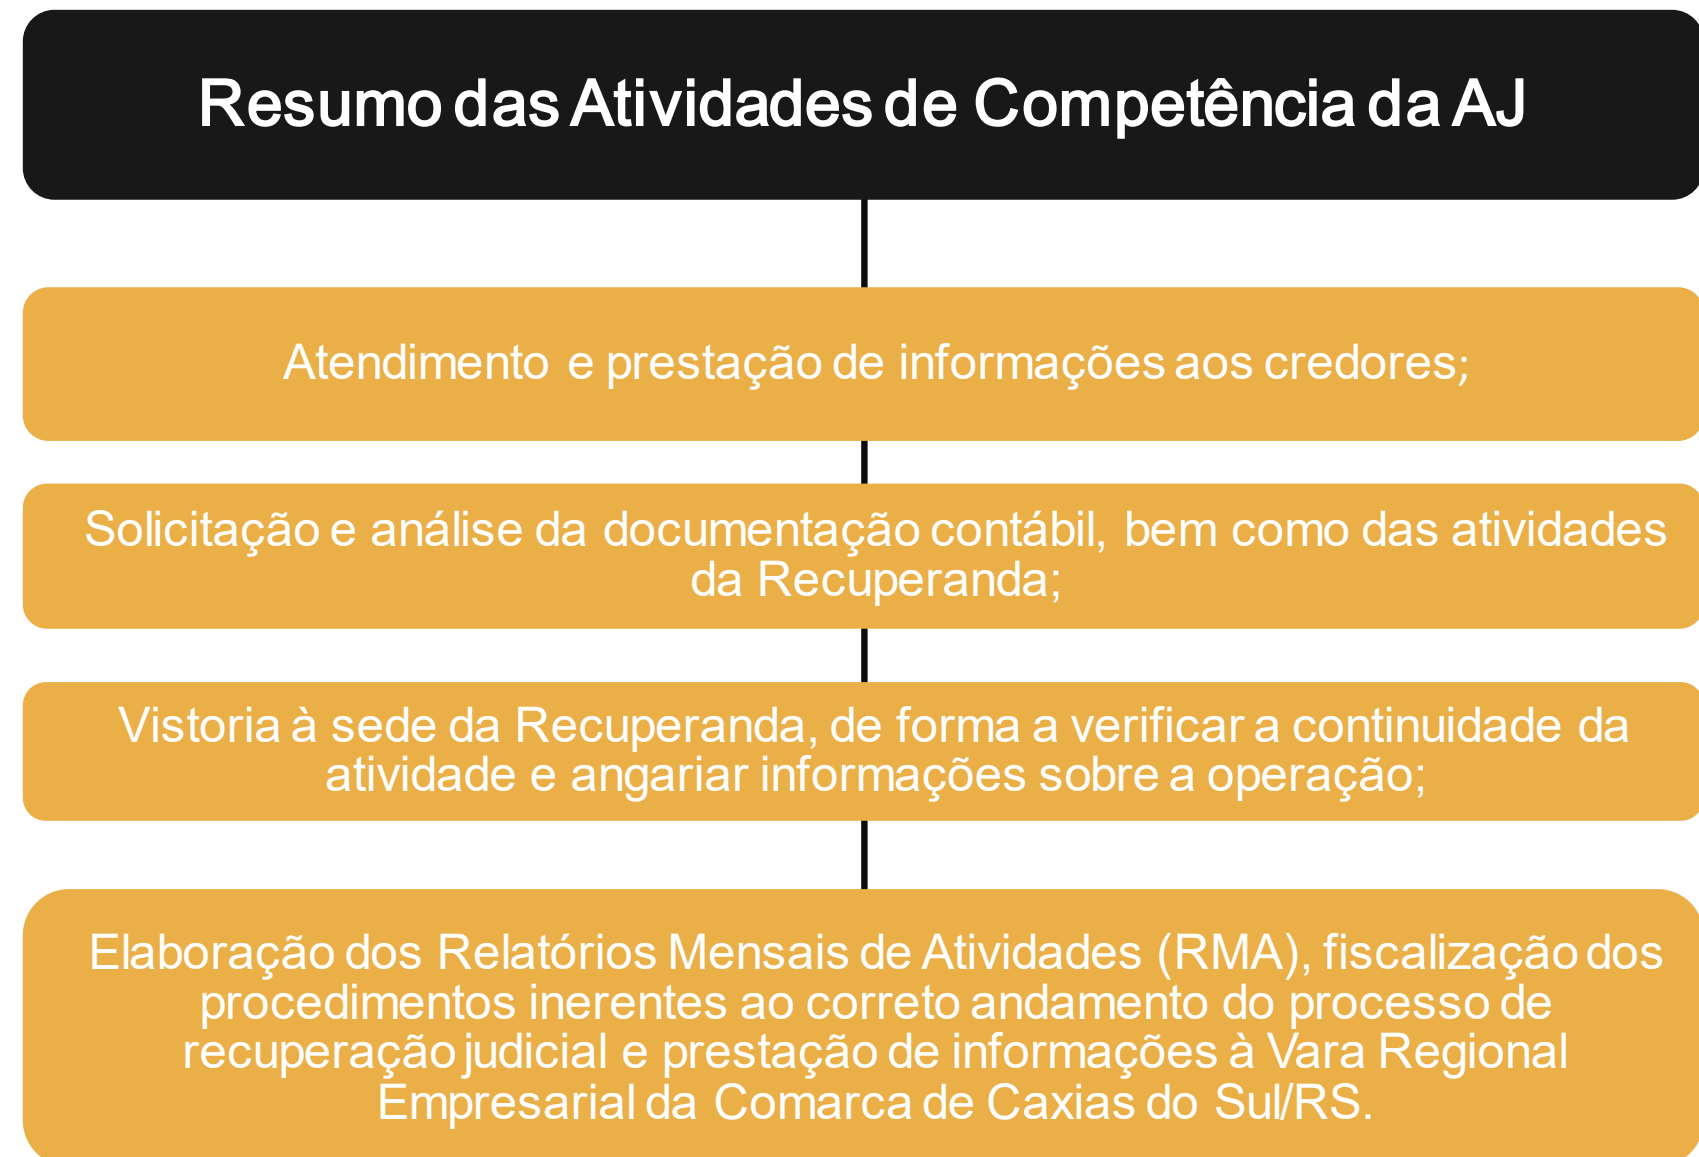 Resumo das Atividades de Competência da AJ
Atendimento e prestação de informações aos credores;
Solicitação e análise da documentação contábil, bem como das atividades
da Recuperanda;
Vistoria à sede da Recuperanda, de forma a verificar a continuidade da
atividade e angariar informações sobre a operação;
Elaboração dos Relatórios Mensais de Atividades (RMA), fiscalização dos
procedimentos inerentes ao correto andamento do processo de
recuperação judicial e prestação de informações à Vara Regional
Empresarial da Comarca de Caxias do Sul/RS.